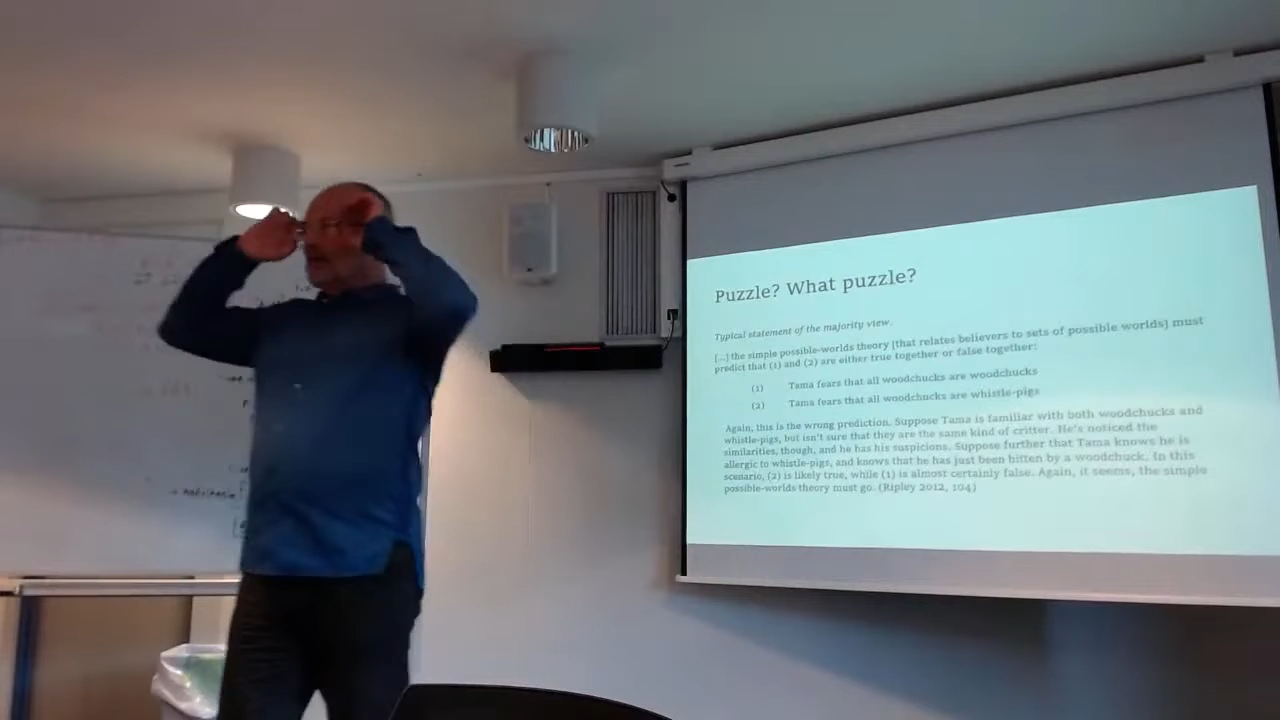 Puzzle? What puzzle?
Typical statement of the majority view.
[...] the simple possible-worlds theory [that relates believers to sets of possible worlds] must
predict that (1) and (2) are either true together or false together:
(1) Tama fears that all woodchucks are woodchucks
(2) Tama fears that all woodchucks are whistle-pigs
Again, this is the wrong prediction. Suppose Tama is familiar with both woodchucks and
whistle-pigs, but isn't sure that they are the same kind of critter. He's noticed the
similarities, though, and he has his suspicions. Suppose further that Tama knows he is
allergic to whistle-pigs, and knows that he has just been bitten by a woodchuck. In this
scenario, (2) is likely true, while (1) is almost certainly false. Again, it seems, the simple
possible-worlds theory must go. (Ripley 2012, 104)